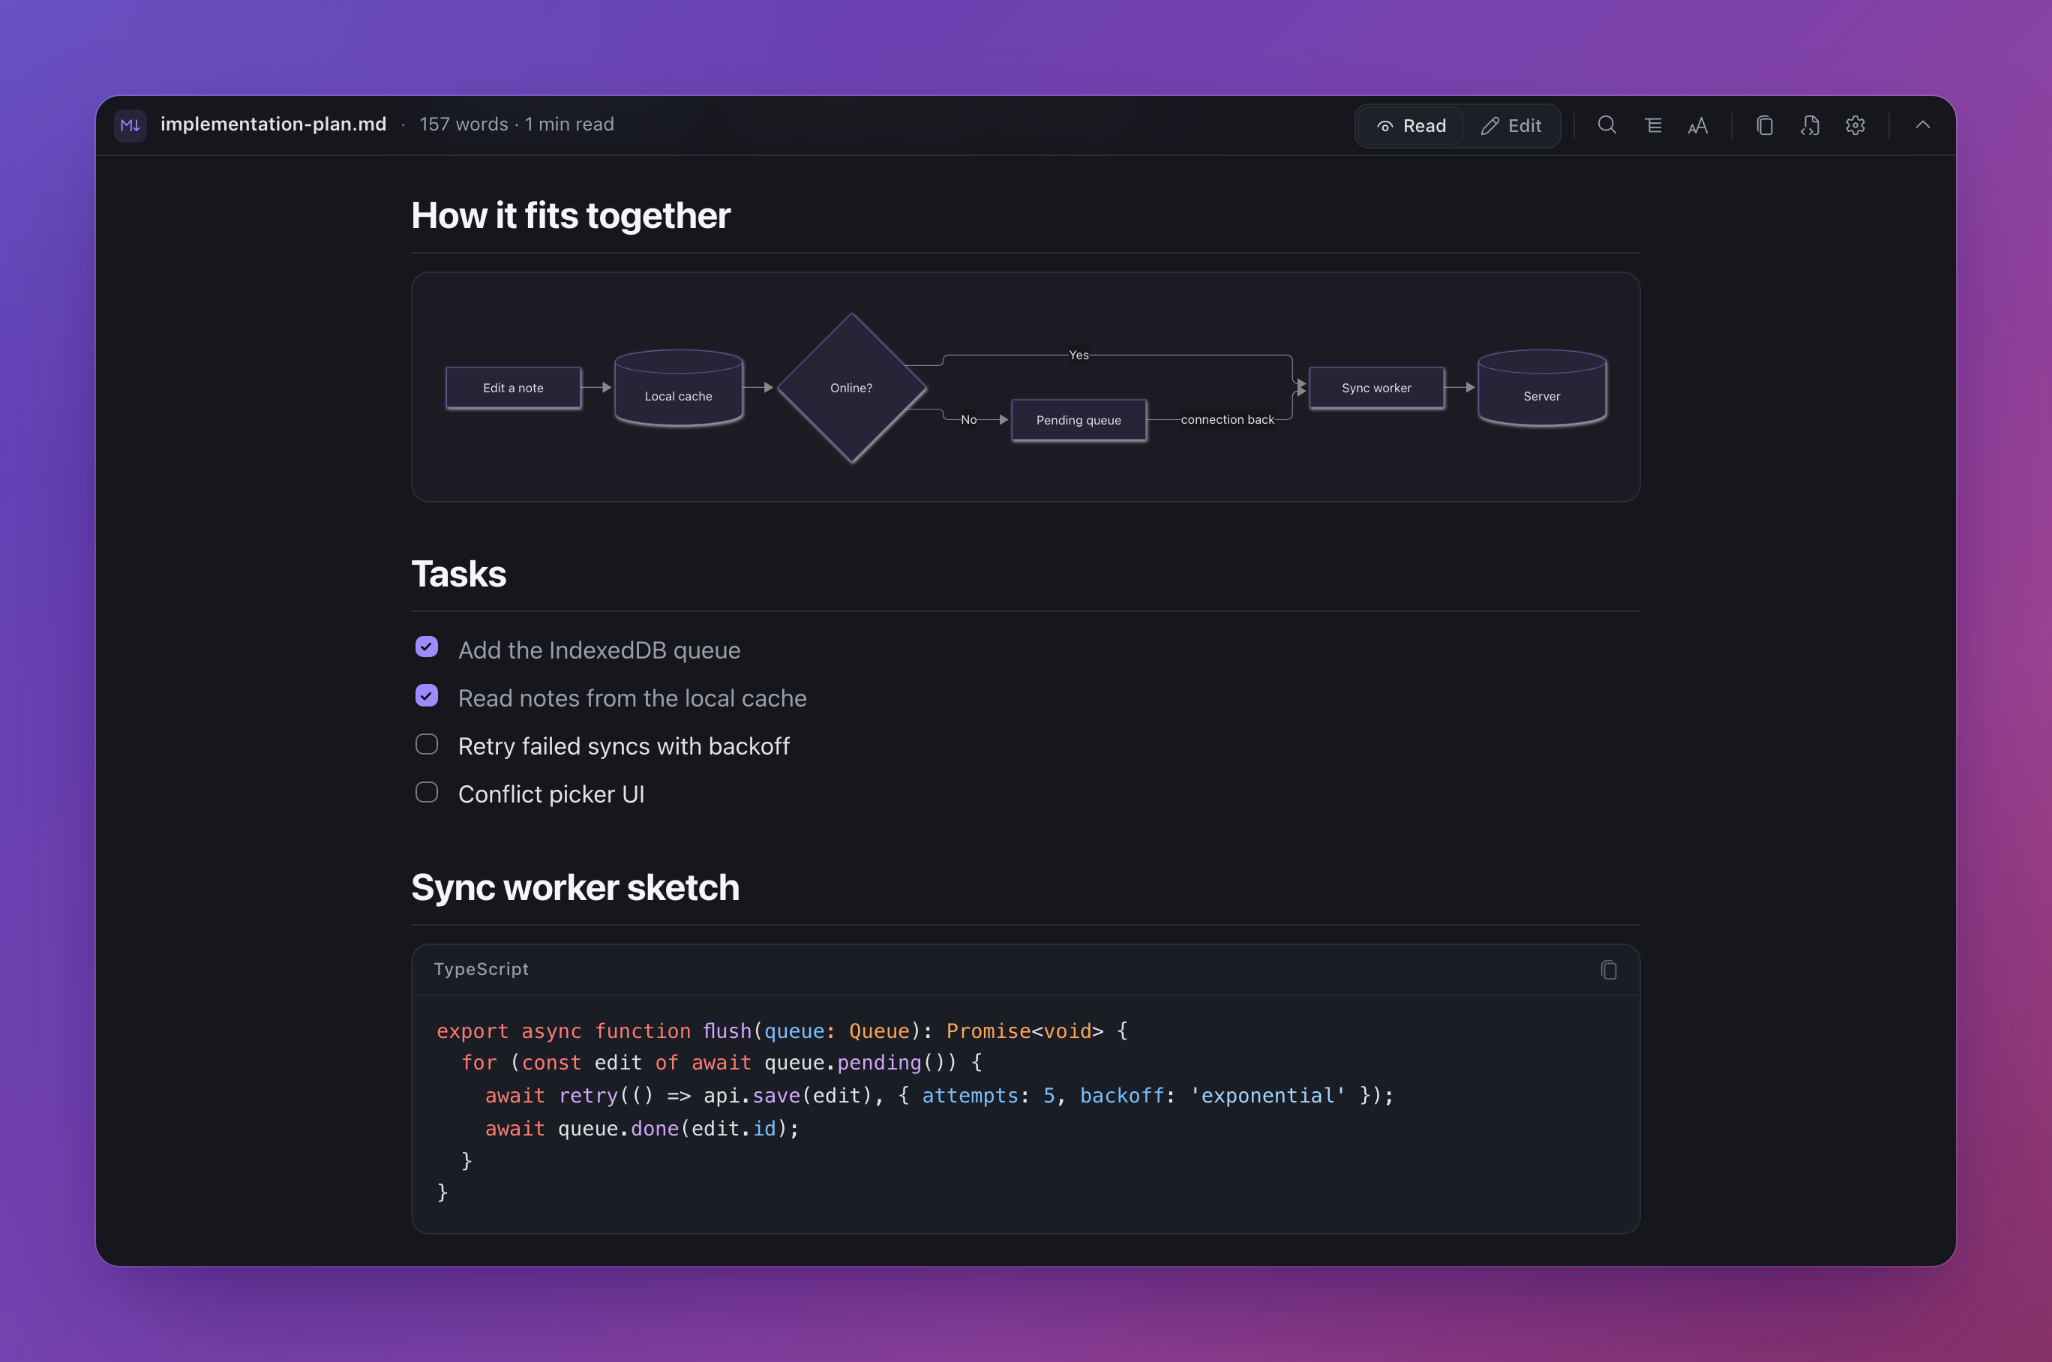 M↓ implementation-plan.md · 157 words · 1 min read
Read Edit
AA
How it fits together
Edit a note
Local cache
Online?
Yes
No
Pending queue
connection back
Sync worker
Server
Tasks
Add the IndexedDB queue
Read notes from the local cache
Retry failed syncs with backoff
Conflict picker UI
Sync worker sketch
TypeScript
export async function flush(queue: Queue): Promise<void> {
  for (const edit of await queue.pending()) {
    await retry(() => api.save(edit), { attempts: 5, backoff: 'exponential' });
    await queue.done(edit.id);
  }
}